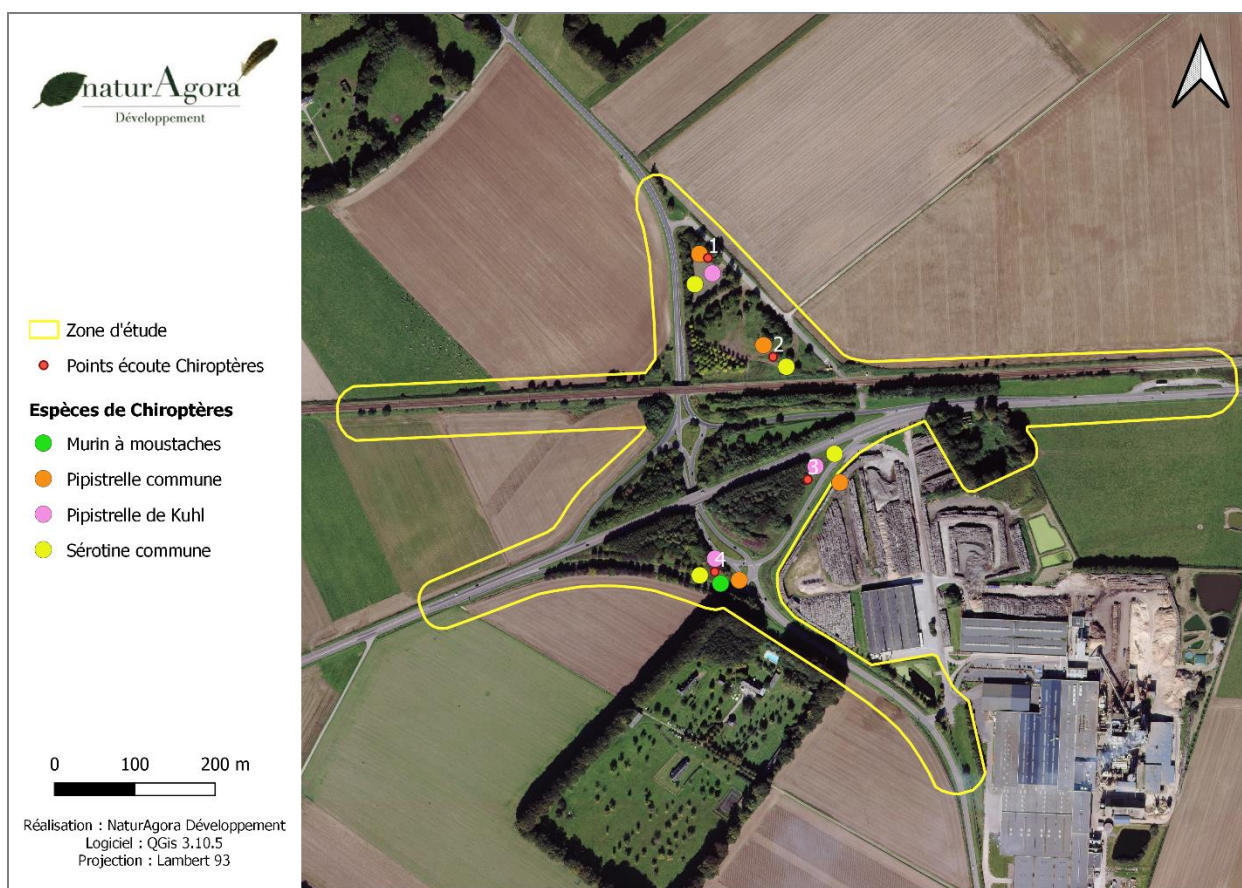 naturAgora
Développement
Zone d'étude
Points écoute Chiroptères
Espèces de Chiroptères
Murin à moustaches
Pipistrelle commune
Pipistrelle de Kuhl
Sérotine commune
0 100 200 m
Réalisation : NaturAgora Développement
Logiciel : QGis 3.10.5
Projection : Lambert 93
1
2
3
4